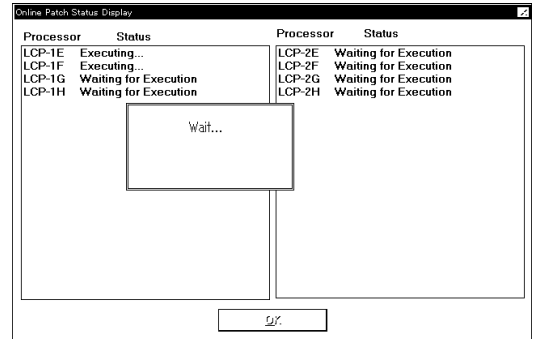 Online Patch Status Display
Processor Status
LCP-1E Executing...
LCP-1F Executing...
LCP-1G Waiting for Execution
LCP-1H Waiting for Execution
Processor Status
LCP-2E Waiting for Execution
LCP-2F Waiting for Execution
LCP-2G Waiting for Execution
LCP-2H Waiting for Execution
Wait...
OK